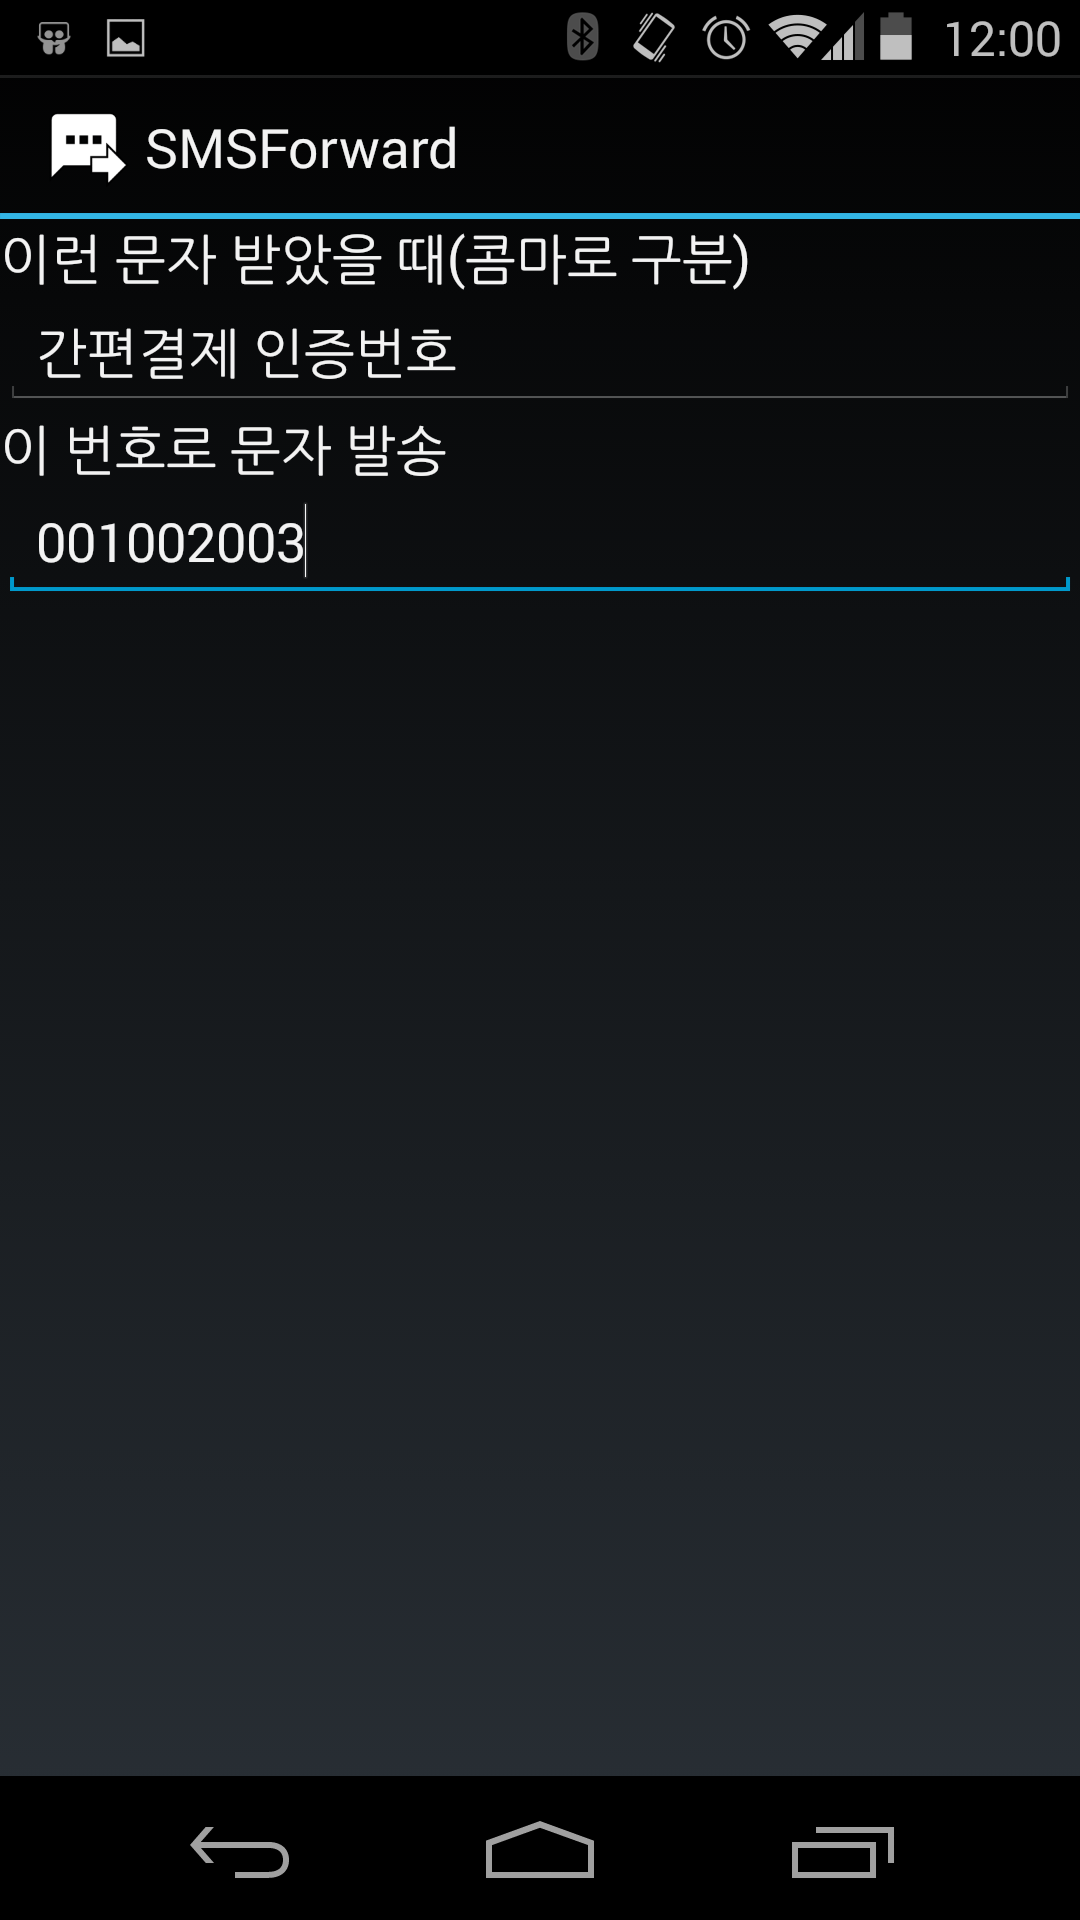 12:00
SMSForward
이런 문자 받았을 때(콤마로 구분)
간편결제 인증번호
이 번호로 문자 발송
001002003